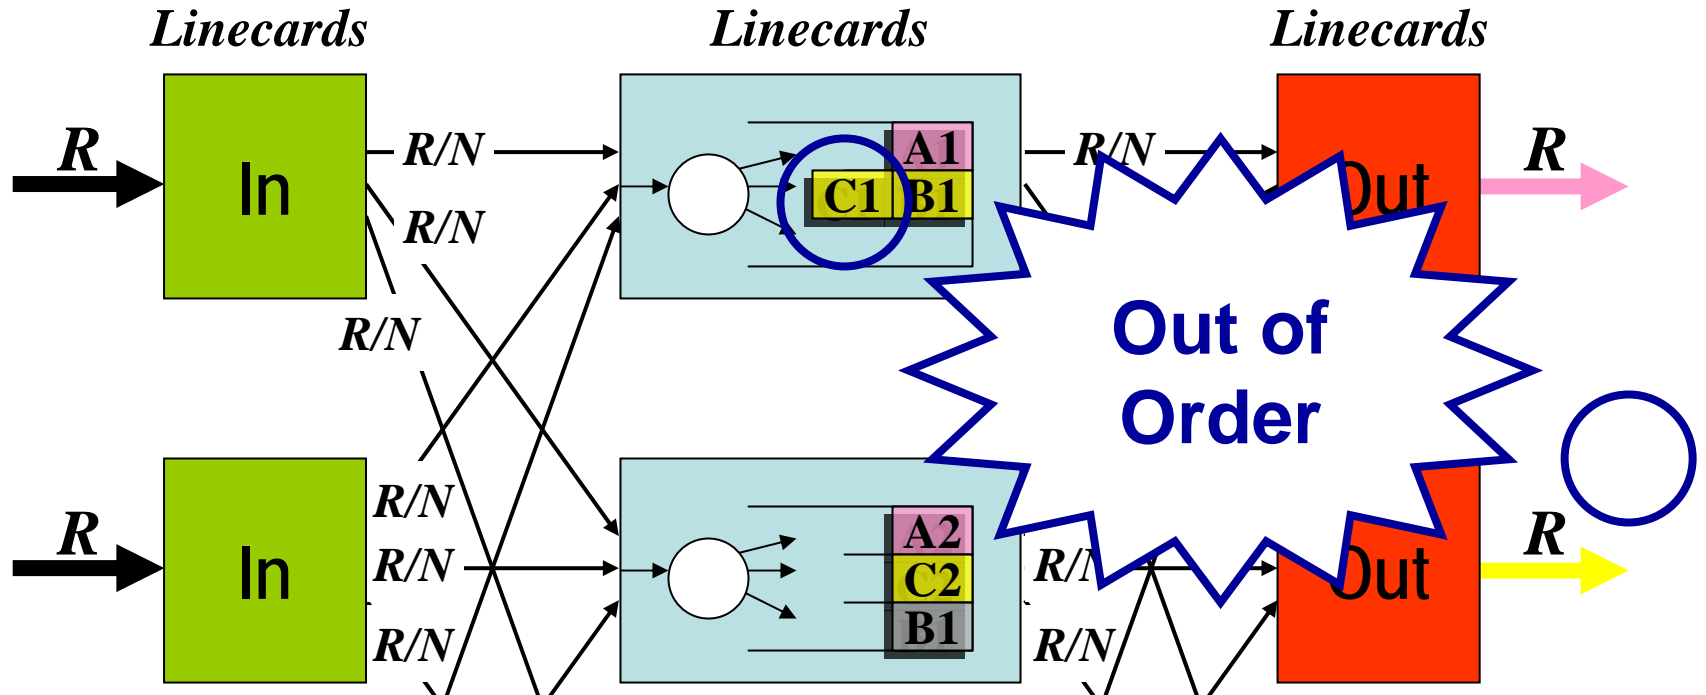 Linecards Linecards Linecards
R R/N A1 R/N R
In C1 B1 Out
R/N
R/N
Out of
Order
R/N
R A2 R
In R/N C2 R/N Out
B1
R/N R/N